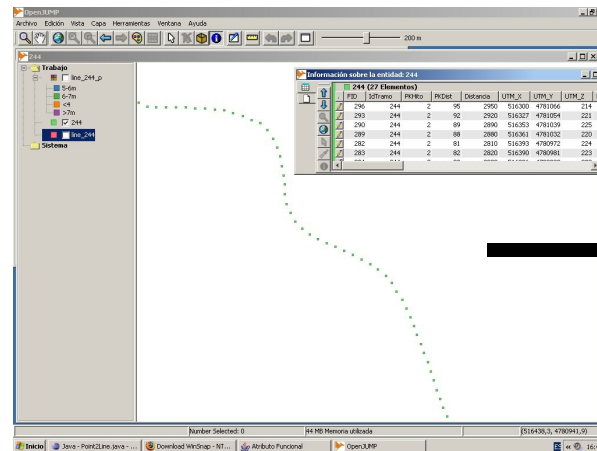 OpenJUMP
Archivo Edición Vista Capa Herramientas Ventana Ayuda
200 m
244
Trabajo
line_244_p
5-6m
6-7m
<4
>7m
244
line_244
Sistema
Información sobre la entidad: 244
244 (27 Elementos)
FID IdTramo PKHito PKDist Distancia UTM_X UTM_Y UTM_Z
296 244 2 95 2950 516300 4781066 214
293 244 2 92 2920 516327 4781054 221
290 244 2 89 2890 516353 4781039 225
289 244 2 88 2880 516361 4781032 220
282 244 2 81 2810 516393 4780972 224
283 244 2 82 2820 516390 4780981 223
Number Selected: 0 44 MB Memoria utilizada (516438,3, 4780941,9)
Inicio Java - Point2Line.java - ... Download WinSnap - NT... Atributo Funcional OpenJUMP ES « 16: